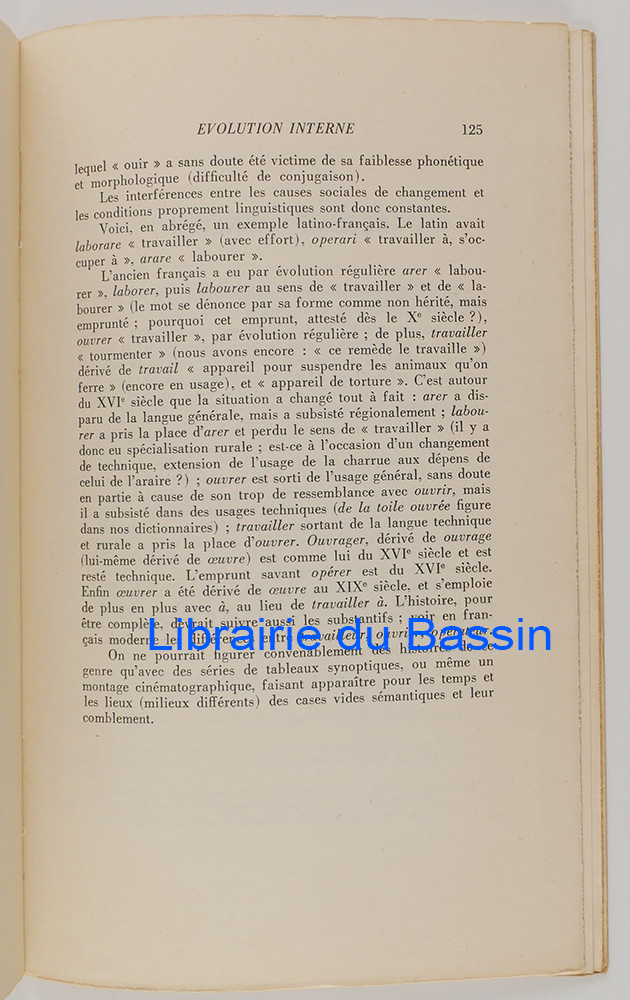 EVOLUTION INTERNE 125
lequel « ouir » a sans doute été victime de sa faiblesse phonétique
et morphologique (difficulté de conjugaison).
Les interférences entre les causes sociales de changement et
les conditions proprement linguistiques sont donc constantes.
Voici, en abrégé, un exemple latino-français. Le latin avait
laborare « travailler » (avec effort), operari « travailler à, s'oc-
cuper à », arare « labourer ».
L'ancien français a eu par évolution régulière arer « labou-
rer », laborer, puis labourer au sens de « travailler » et de « la-
bourer » (le mot se dénonce par sa forme comme non hérité, mais
emprunté ; pourquoi cet emprunt, attesté dès le Xe siècle ?),
ouvrer « travailler », par évolution régulière ; de plus, travailler
« tourmenter » (nous avons encore : « ce remède le travaille »)
dérivé de travail « appareil pour suspendre les animaux qu'on
ferre » (encore en usage), et « appareil de torture ». C'est autour
du XVIe siècle que la situation a changé tout à fait : arer a dis-
paru de la langue générale, mais a subsisté régionalement ; labou-
rer a pris la place d'arer et perdu le sens de « travailler » (il y a
donc eu spécialisation rurale ; est-ce à l'occasion d'un changement
de technique, extension de l'usage de la charrue aux dépens de
celui de l'araire ?) ; ouvrer est sorti de l'usage général, sans doute
en partie à cause de son trop de ressemblance avec ouvrir, mais
il a subsisté dans des usages techniques (de la toile ouvrée figure
dans nos dictionnaires) ; travailler sortant de la langue technique
et rurale a pris la place d'ouvrer. Ouvrager, dérivé de ouvrage
(lui-même dérivé de œuvre) est comme lui du XVIe siècle et est
resté technique. L'emprunt savant opérer est du XVIe siècle.
Enfin œuvrer a été dérivé de œuvre au XIXe siècle, et s'emploie
de plus en plus avec à, au lieu de travailler à. L'histoire, pour
être complète, devrait suivre aussi les substantifs ; voir en fran-
çais moderne les différences entre travailleur, ouvrier, opérateur.
Librairie du Bassin
On ne pourrait figurer convenablement des histoires de ce
genre qu'avec des séries de tableaux synoptiques, ou même un
montage cinématographique, faisant apparaître pour les temps et
les lieux (milieux différents) des cases vides sémantiques et leur
comblement.